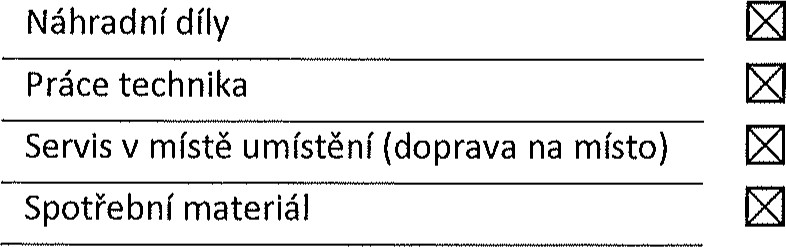 Náhradní díly ☒
Práce technika ☒
Servis v místě umístění (doprava na místo) ☒
Spotřební materiál ☒